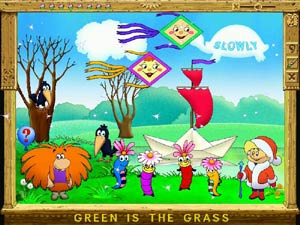 SLOWLY
?
GREEN IS THE GRASS